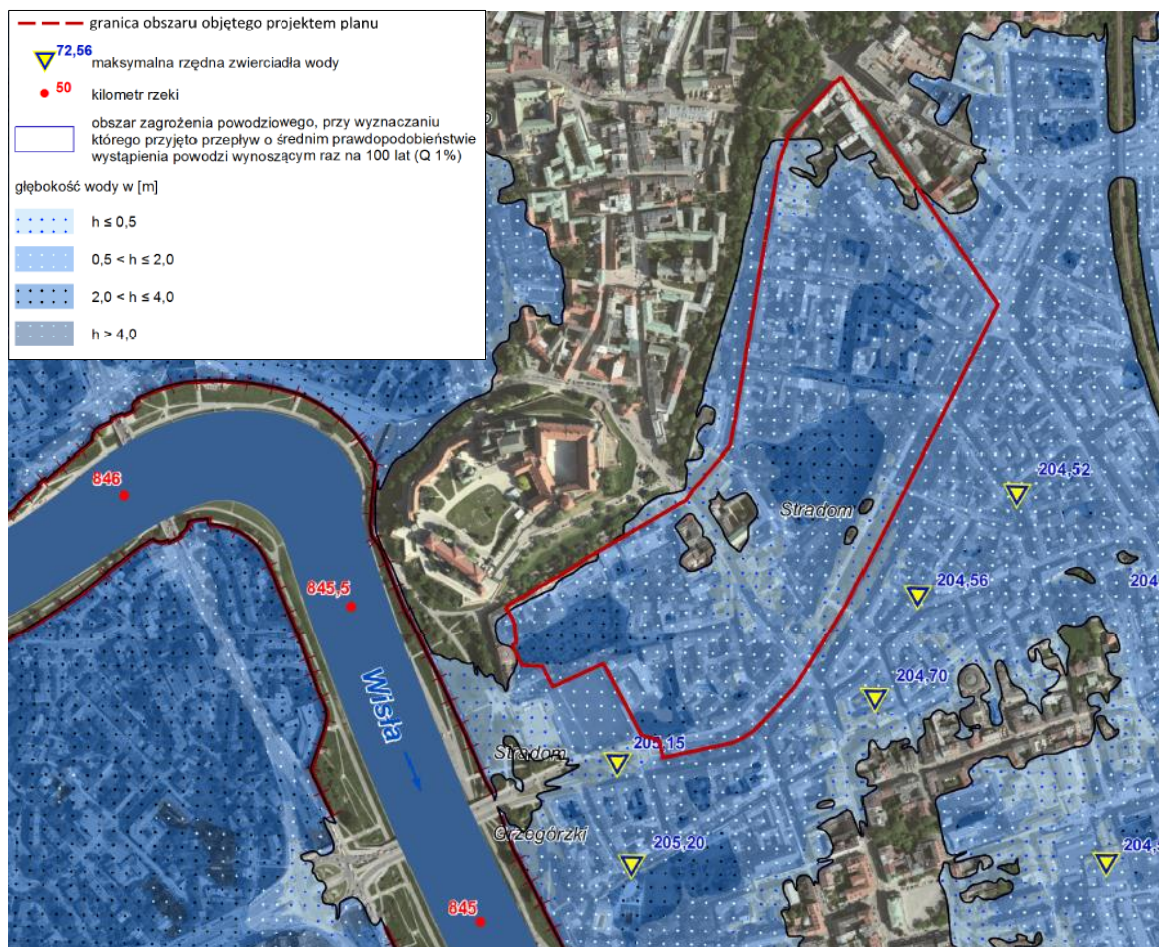 granica obszaru objętego projektem planu
72,56
maksymalna rzędna zwierciadła wody
50
kilometr rzeki
obszar zagrożenia powodziowego, przy wyznaczaniu
którego przyjęto przepływ o średnim prawdopodobieństwie
wystąpienia powodzi wynoszącym raz na 100 lat (Q 1%)
głębokość wody w [m]
h ≤ 0,5
0,5 < h ≤ 2,0
2,0 < h ≤ 4,0
h > 4,0
846
204,52
Stradom
204,56
845,5
204,70
Wisła
205,15
Stradom
Grzegórzki
205,20
845